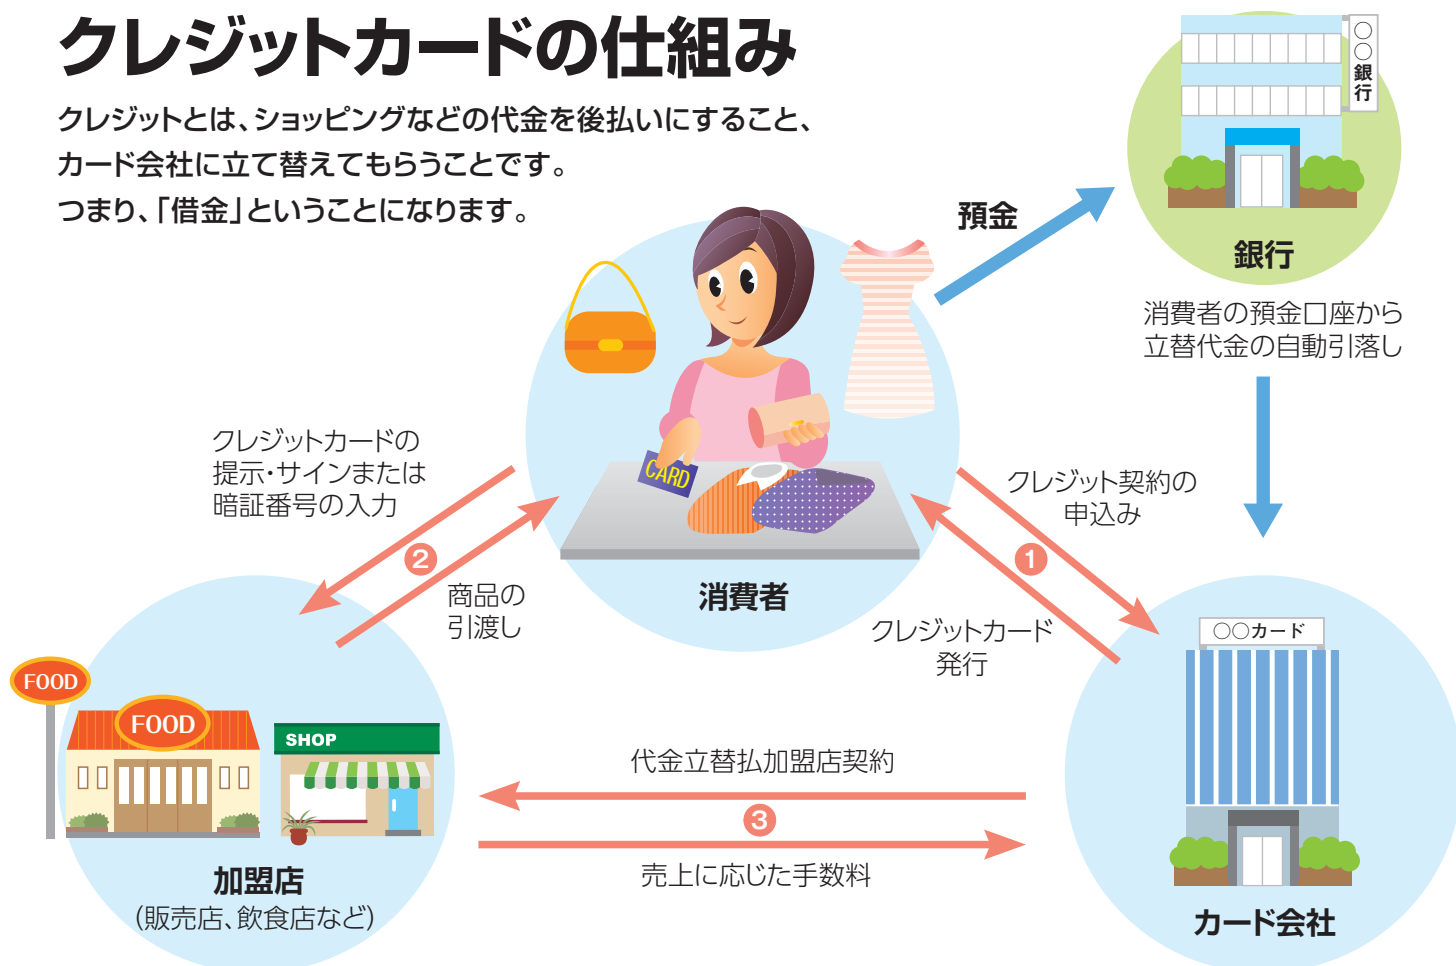 クレジットカードの仕組み
クレジットとは、ショッピングなどの代金を後払いにすること、
カード会社に立て替えてもらうことです。
つまり、「借金」ということになります。
○○銀行
預金
銀行
消費者の預金口座から
立替代金の自動引落し
クレジットカードの
提示・サインまたは
暗証番号の入力
CARD
クレジット契約の
申込み
2
1
商品の
引渡し
消費者
クレジットカード
発行
○○カード
FOOD
FOOD
SHOP
代金立替払加盟店契約
3
売上に応じた手数料
加盟店
(販売店、飲食店など)
カード会社